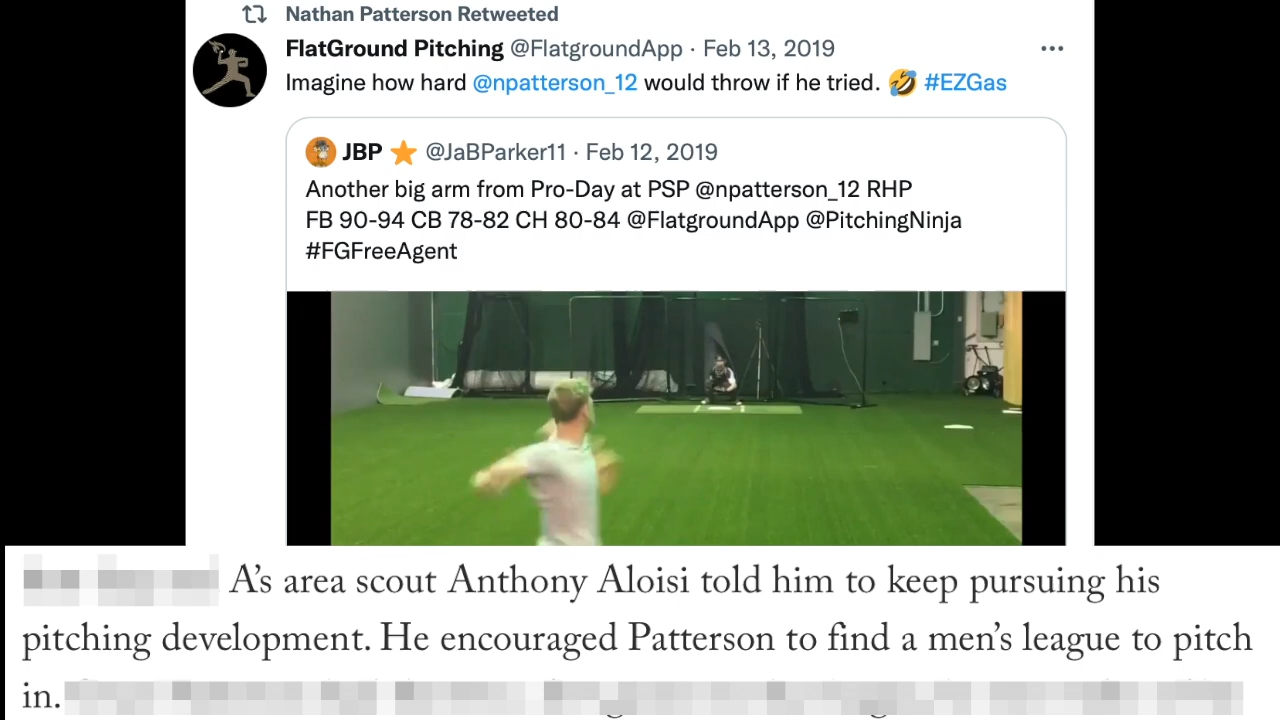 Nathan Patterson Retweeted
FlatGround Pitching @FlatgroundApp · Feb 13, 2019
Imagine how hard @npatterson_12 would throw if he tried. 🤣 #EZGas
JBP ⭐ @JaBParker11 · Feb 12, 2019
Another big arm from Pro-Day at PSP @npatterson_12 RHP
FB 90-94 CB 78-82 CH 80-84 @FlatgroundApp @PitchingNinja
#FGFreeAgent
A’s area scout Anthony Aloisi told him to keep pursuing his
pitching development. He encouraged Patterson to find a men’s league to pitch
in.